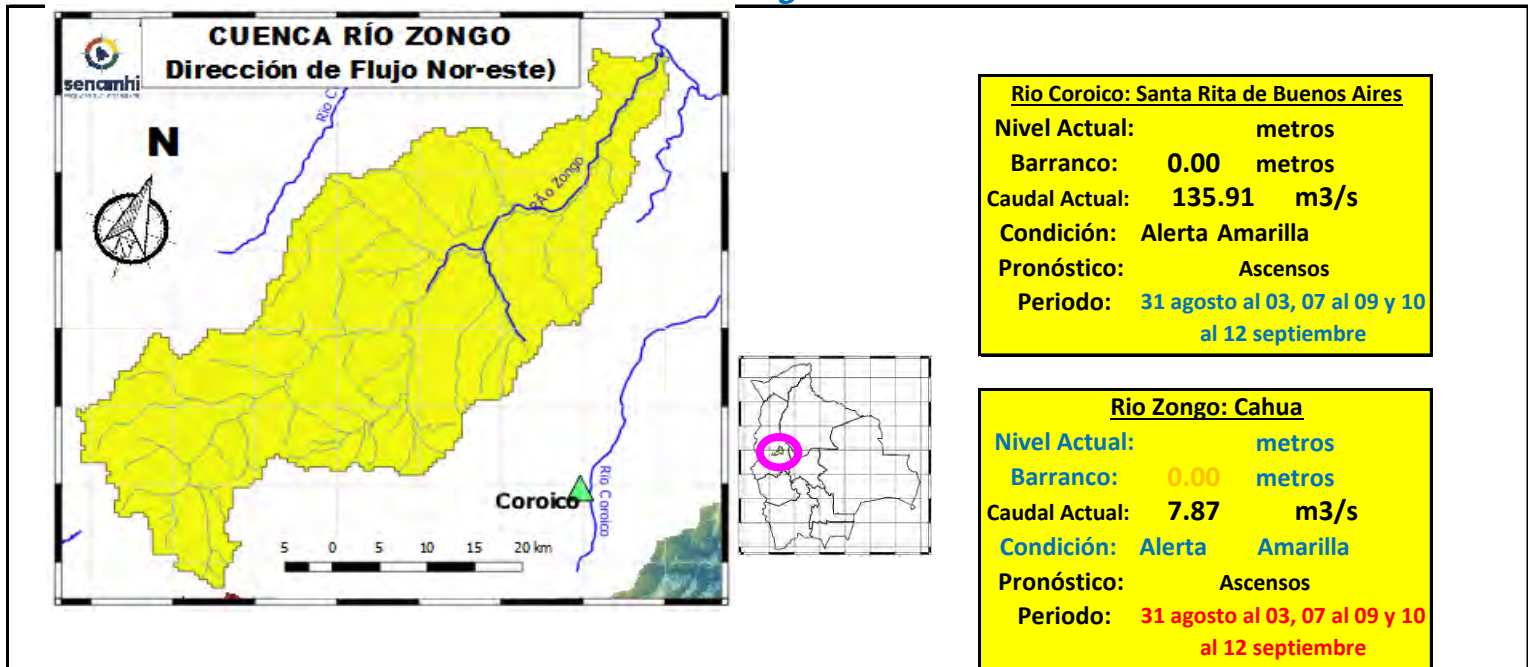 CUENCA RÍO ZONGO
Dirección de Flujo Nor-este)
senamhi
Río C
N
RÃ­o Zongo
Río Coroico
Coroico
5 0 5 10 15 20 km
Rio Coroico: Santa Rita de Buenos Aires
Nivel Actual: metros
Barranco: 0.00 metros
Caudal Actual: 135.91 m3/s
Condición: Alerta Amarilla
Pronóstico: Ascensos
Periodo: 31 agosto al 03, 07 al 09 y 10
al 12 septiembre
Rio Zongo: Cahua
Nivel Actual: metros
Barranco: 0.00 metros
Caudal Actual: 7.87 m3/s
Condición: Alerta Amarilla
Pronóstico: Ascensos
Periodo: 31 agosto al 03, 07 al 09 y 10
al 12 septiembre